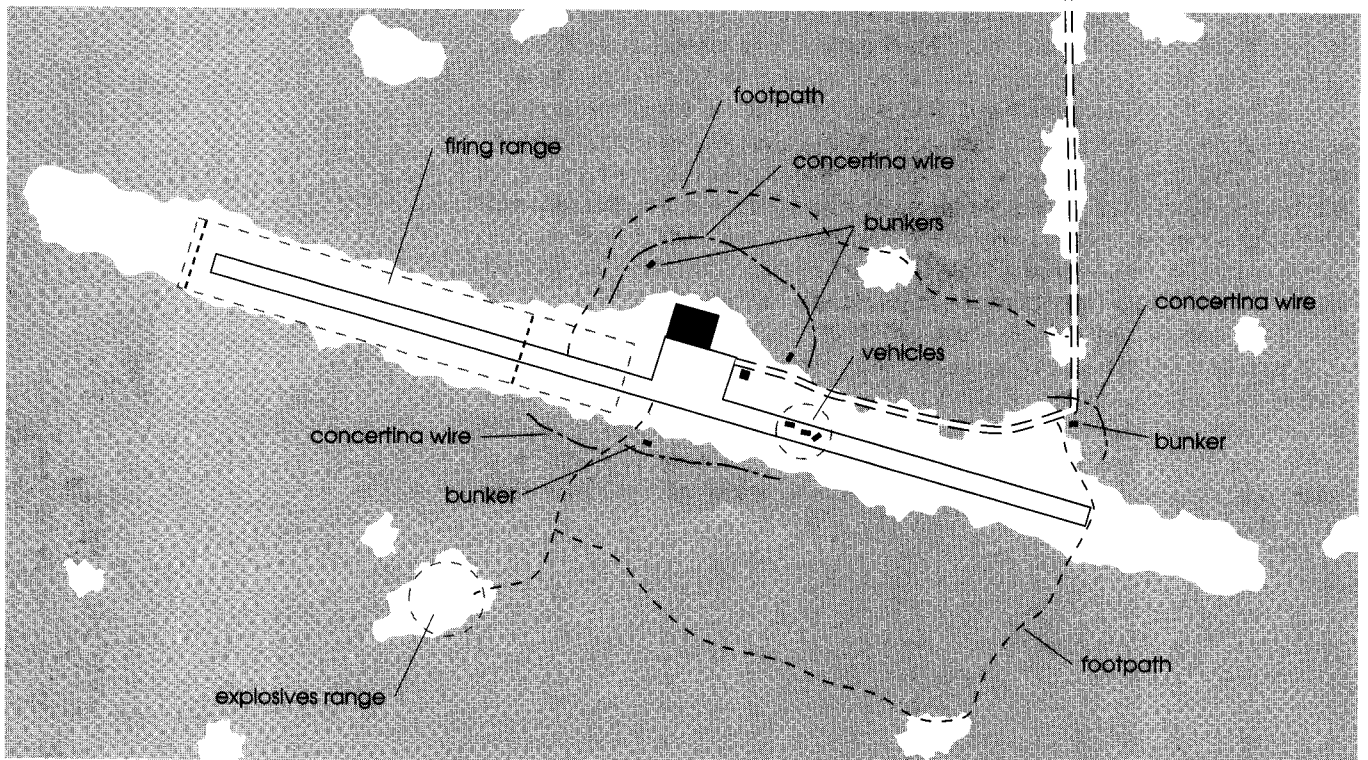 footpath
firing range
concertina wire
bunkers
concertina wire
vehicles
concertina wire
bunker
bunker
footpath
explosives range